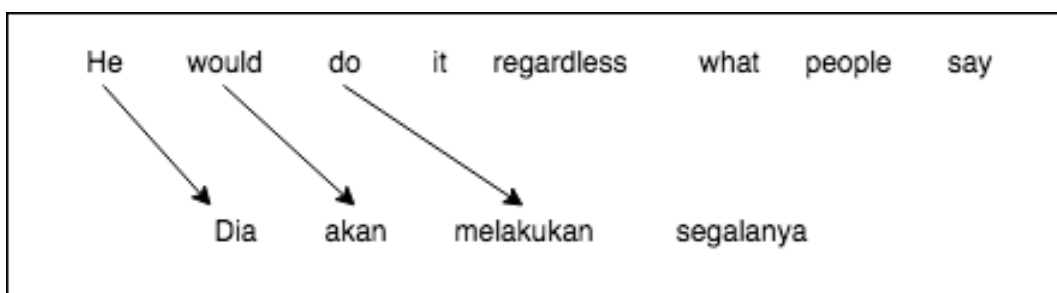 He would do it regardless what people say
Dia akan melakukan segalanya